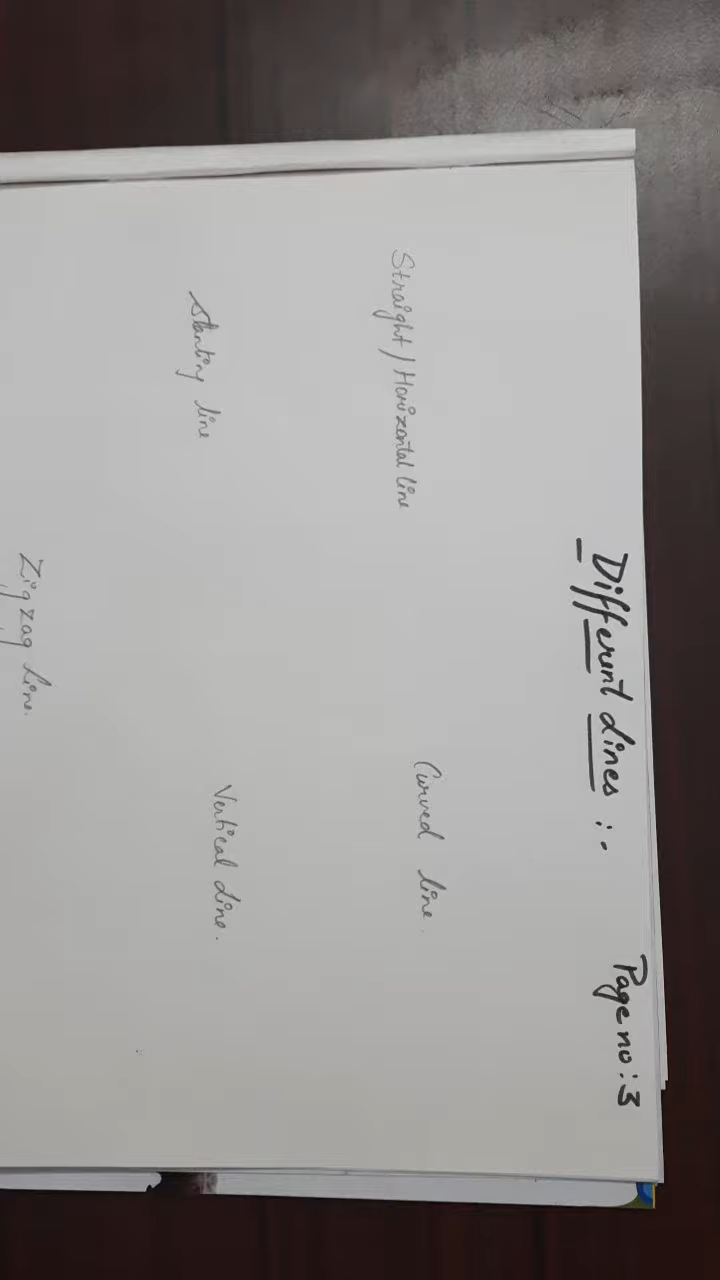 Page no : 3
Different Lines :-
Straight / Horizontal line
Curved line.
Slanting line
Vertical Line.
Zigzag Line.